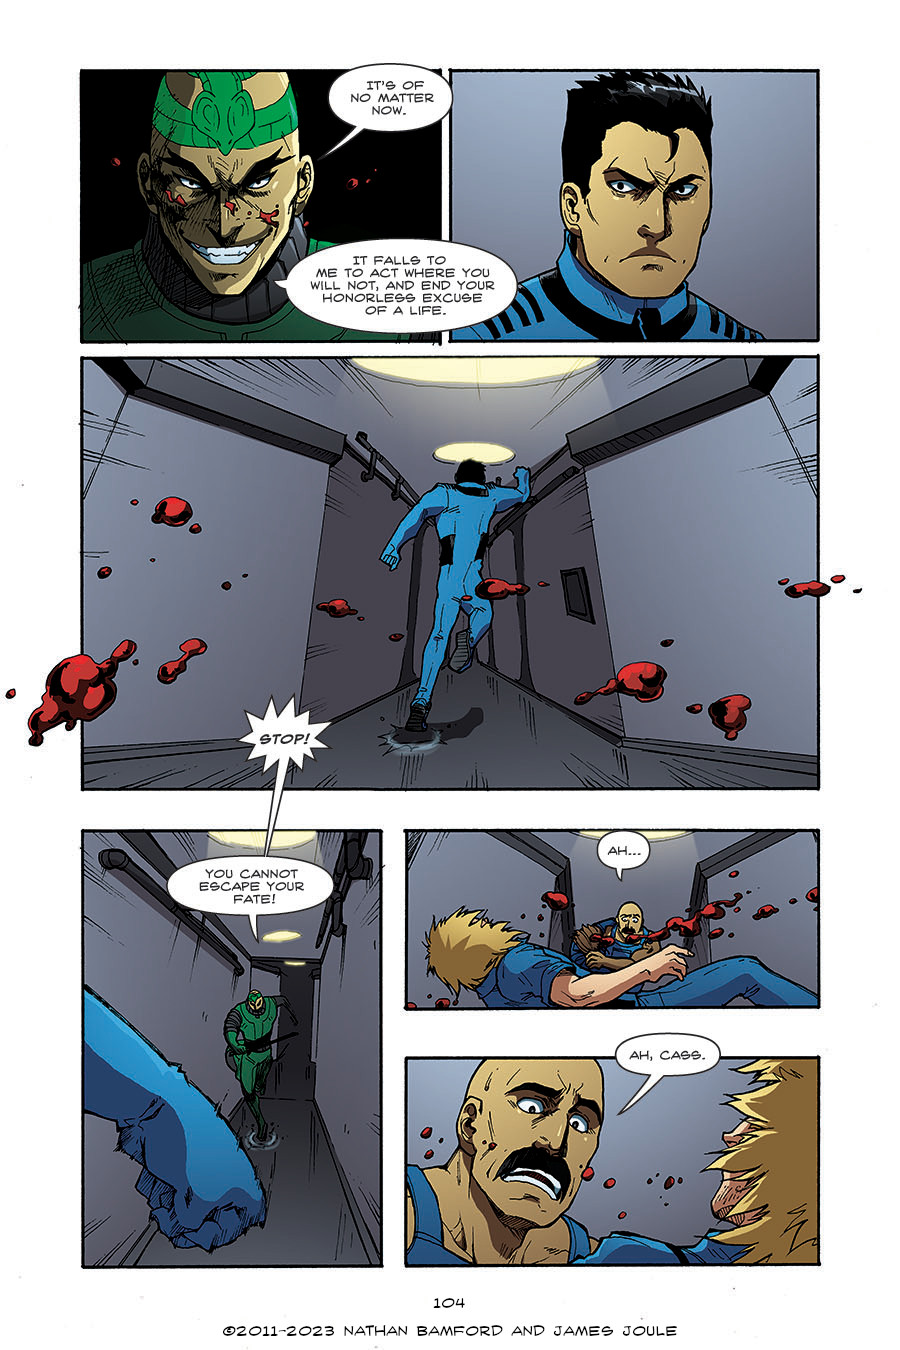 IT'S OF
NO MATTER
NOW.
IT FALLS TO
ME TO ACT WHERE YOU
WILL NOT, AND END YOUR
HONORLESS EXCUSE
OF A LIFE.
STOP!
YOU CANNOT
ESCAPE YOUR
FATE!
AH...
AH, CASS.
104
©2011-2023 NATHAN BAMFORD AND JAMES JOULE